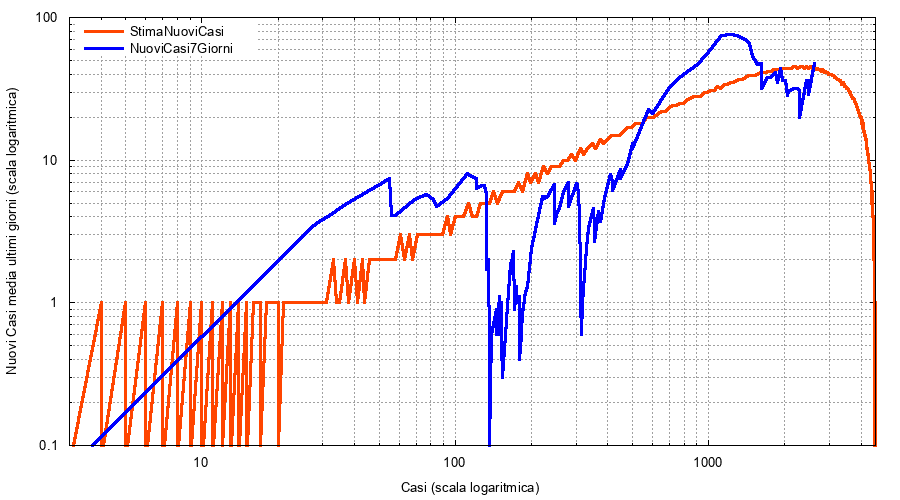 100
StimaNuoviCasi
NuoviCasi7Giorni
10
1
0.1
Nuovi Casi media ultimi giorni (scala logaritmica)
10
100
1000
Casi (scala logaritmica)